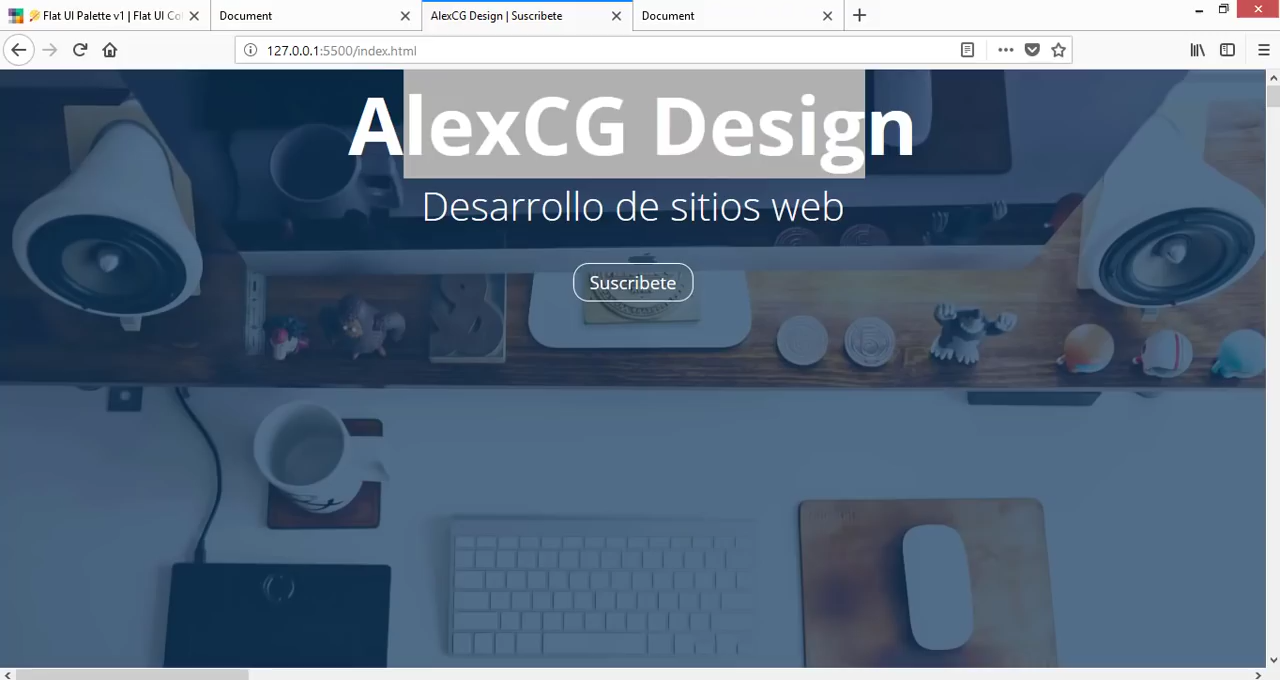 Flat UI Palette v1 | Flat UI Co
Document
AlexCG Design | Suscribete
Document
127.0.0.1:5500/index.html
AlexCG Design
Desarrollo de sitios web
Suscribete